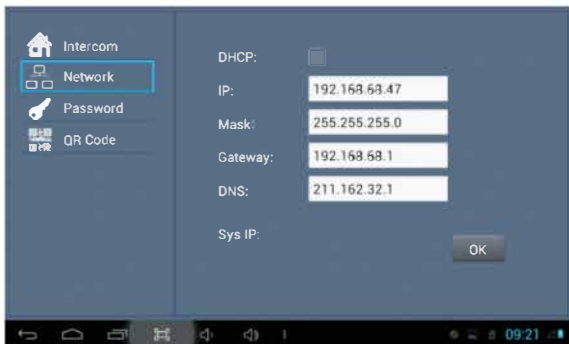 Intercom
Network
Password
QR Code
DHCP:
IP: 192.168.68.47
Mask: 255.255.255.0
Gateway: 192.168.68.1
DNS: 211.162.32.1
Sys IP:
OK
09:21